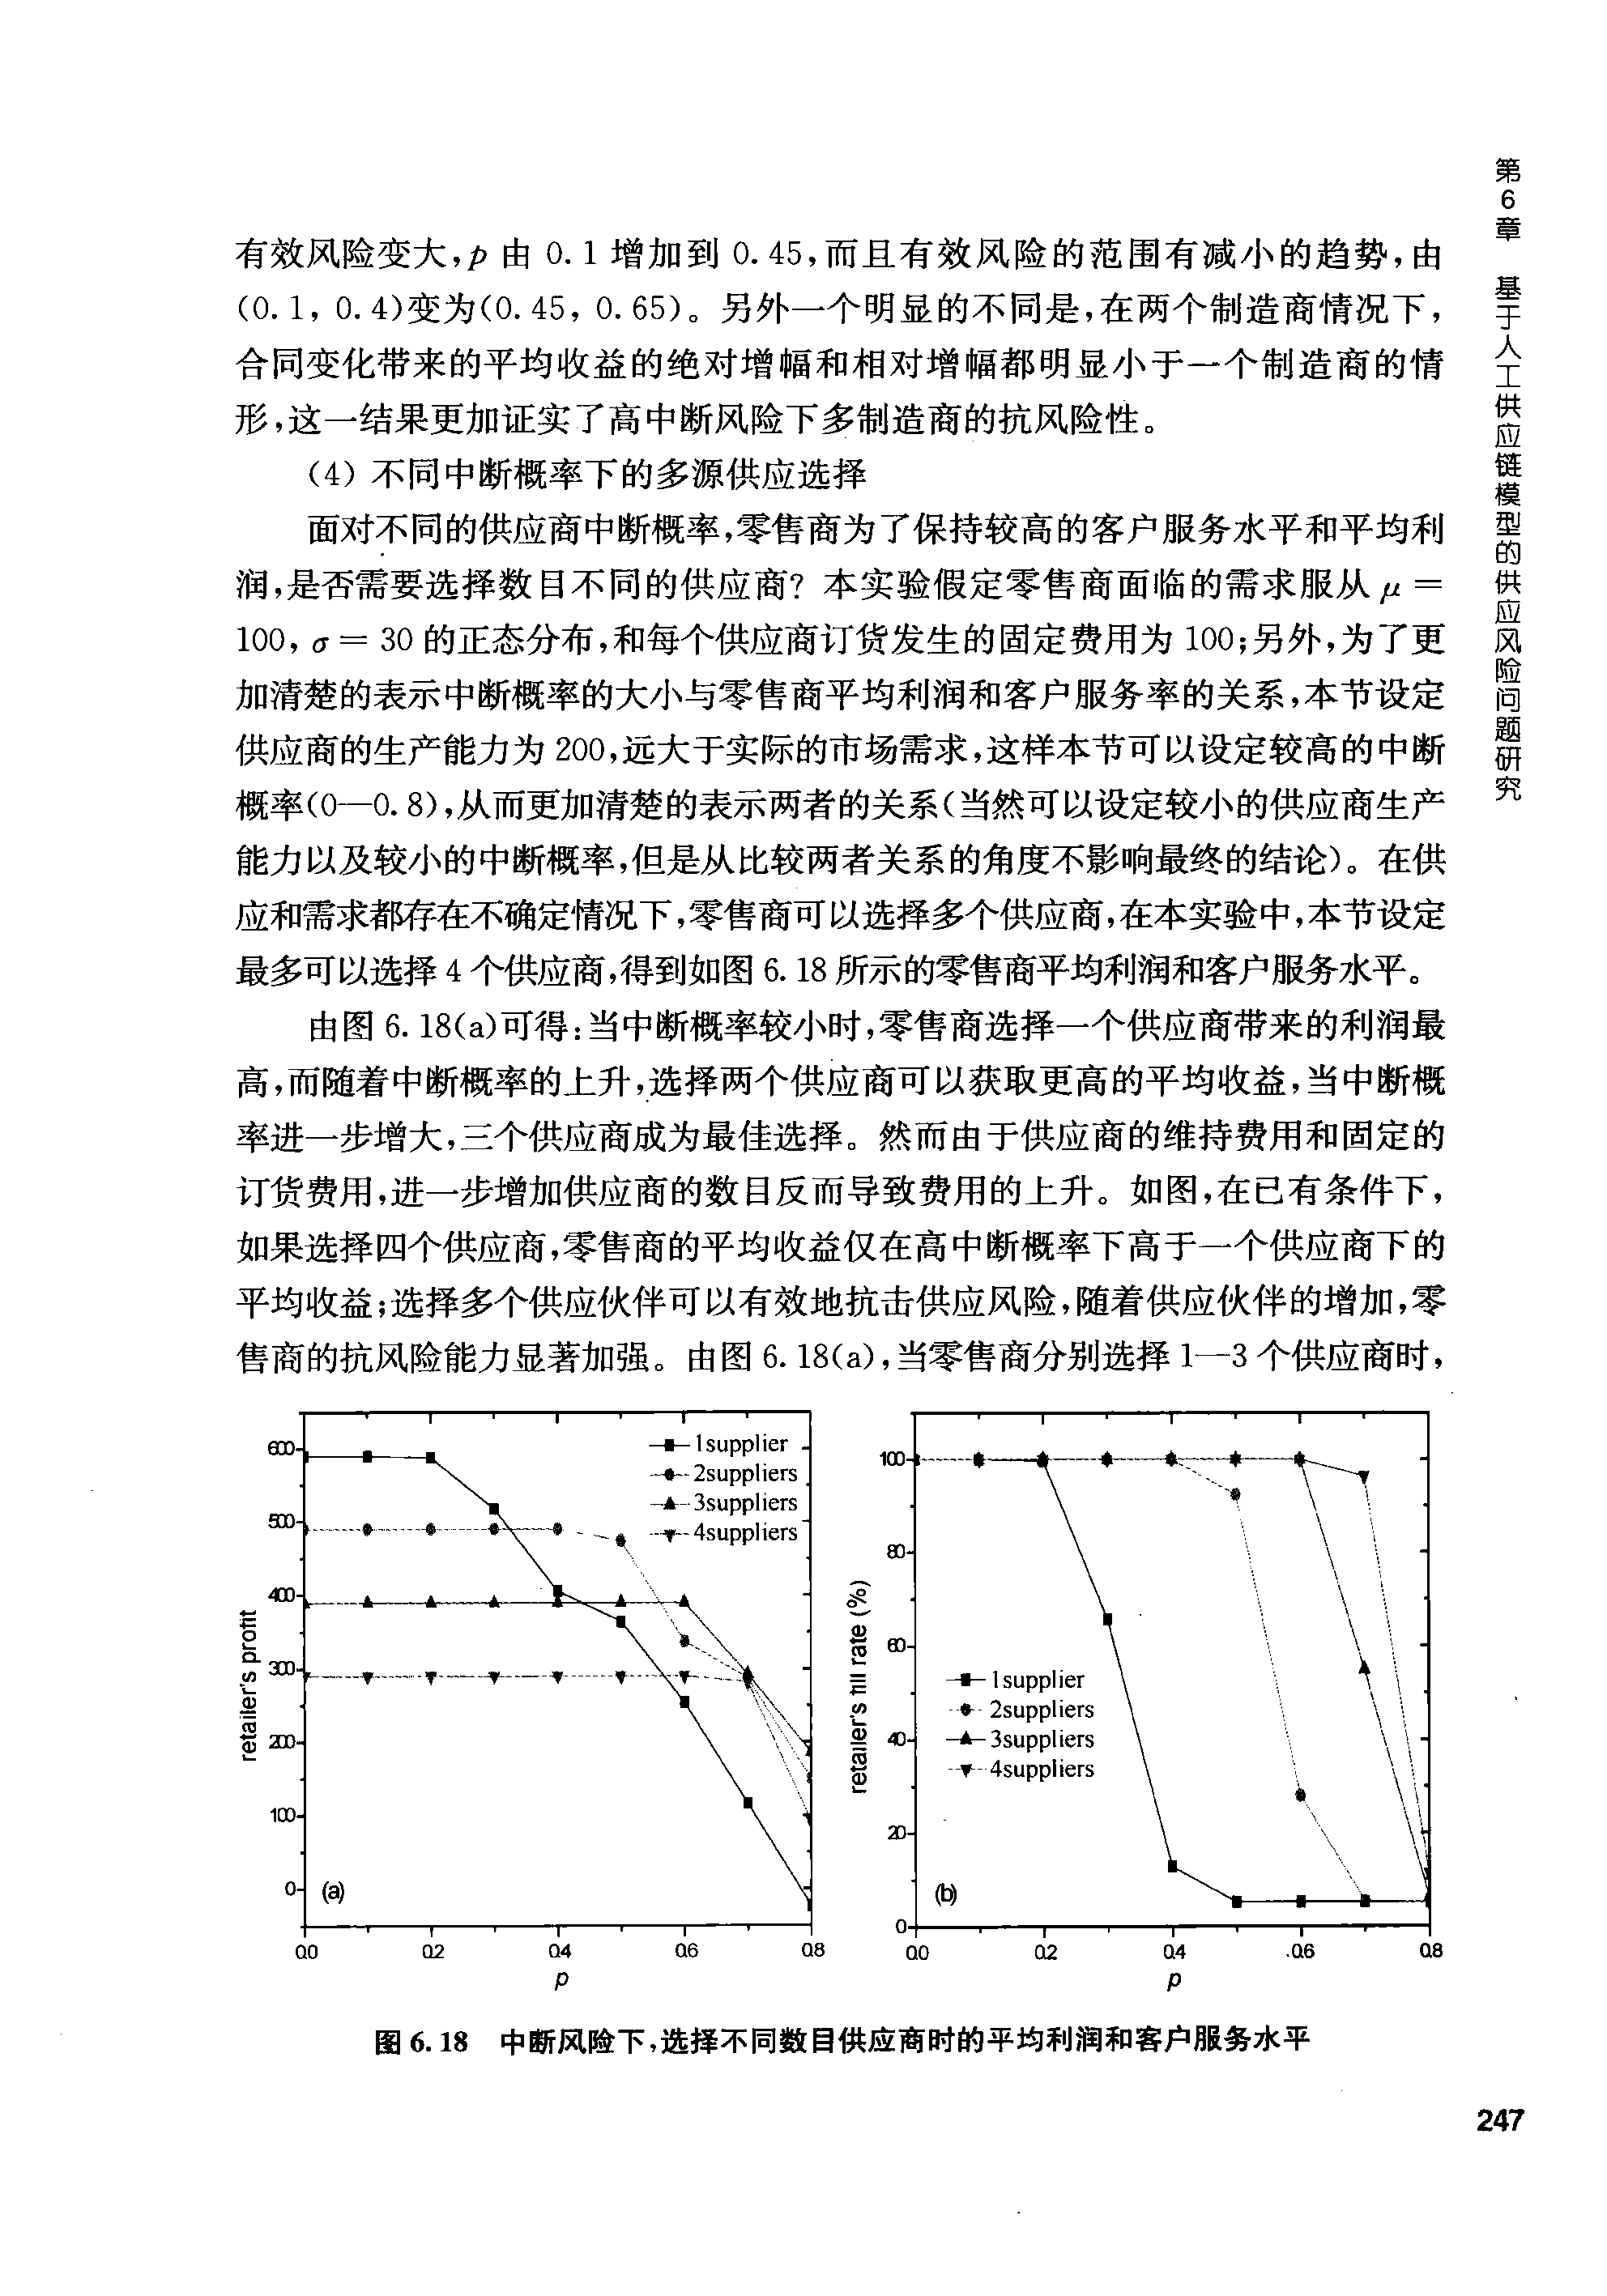 第6章 基于人工供应链模型的供应风险问题研究
有效风险变大,p 由 0.1 增加到 0.45,而且有效风险的范围有减小的趋势,由
(0.1, 0.4)变为(0.45, 0.65)。另外一个明显的不同是,在两个制造商情况下,
合同变化带来的平均收益的绝对增幅和相对增幅都明显小于一个制造商的情
形,这一结果更加证实了高中断风险下多制造商的抗风险性。
(4) 不同中断概率下的多源供应选择
面对不同的供应商中断概率,零售商为了保持较高的客户服务水平和平均利
润,是否需要选择数目不同的供应商? 本实验假定零售商面临的需求服从 μ =
100, σ = 30 的正态分布,和每个供应商订货发生的固定费用为 100;另外,为了更
加清楚的表示中断概率的大小与零售商平均利润和客户服务率的关系,本节设定
供应商的生产能力为 200,远大于实际的市场需求,这样本节可以设定较高的中断
概率(0—0.8),从而更加清楚的表示两者的关系(当然可以设定较小的供应商生产
能力以及较小的中断概率,但是从比较两者关系的角度不影响最终的结论)。在供
应和需求都存在不确定情况下,零售商可以选择多个供应商,在本实验中,本节设定
最多可以选择 4 个供应商,得到如图 6.18 所示的零售商平均利润和客户服务水平。
由图 6.18(a)可得:当中断概率较小时,零售商选择一个供应商带来的利润最
高,而随着中断概率的上升,选择两个供应商可以获取更高的平均收益,当中断概
率进一步增大,三个供应商成为最佳选择。然而由于供应商的维持费用和固定的
订货费用,进一步增加供应商的数目反而导致费用的上升。如图,在已有条件下,
如果选择四个供应商,零售商的平均收益仅在高中断概率下高于一个供应商下的
平均收益;选择多个供应伙伴可以有效地抗击供应风险,随着供应伙伴的增加,零
售商的抗风险能力显著加强。由图 6.18(a),当零售商分别选择 1—3 个供应商时,
retailer's profit
600
500
400
300
200
100
0
1supplier
2suppliers
3suppliers
4suppliers
(a)
0.0 0.2 0.4 0.6 0.8
p
retailer's fill rate (%)
100
80
60
40
20
0
1supplier
2suppliers
3suppliers
4suppliers
(b)
0.0 0.2 0.4 0.6 0.8
p
图 6.18 中断风险下,选择不同数目供应商时的平均利润和客户服务水平
247